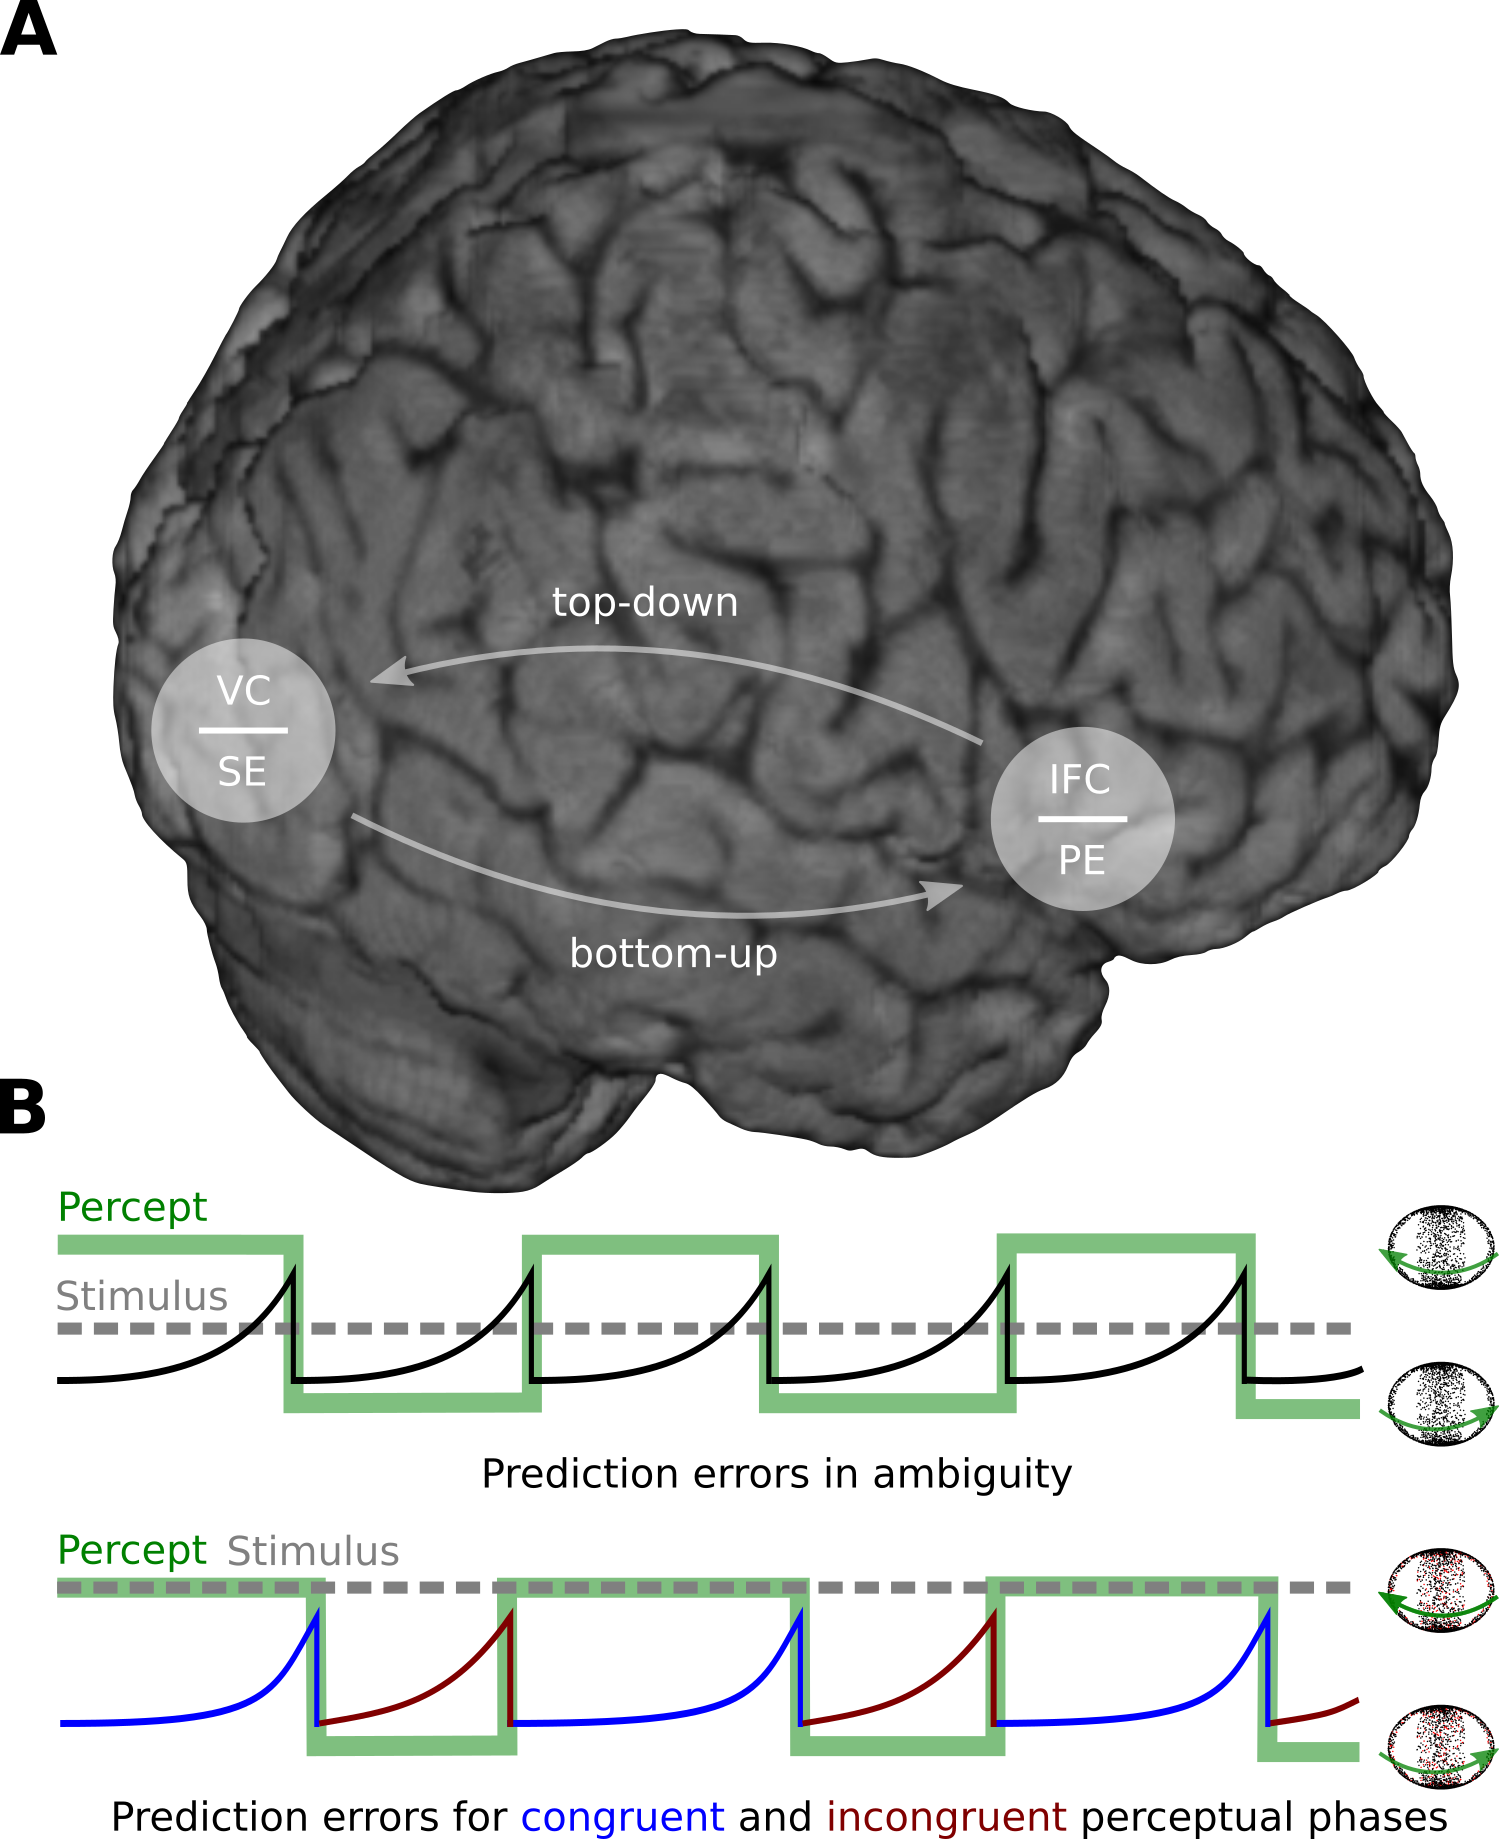 A
top-down
VC
SE
IFC
PE
bottom-up
B
Percept
Stimulus
Prediction errors in ambiguity
Percept Stimulus
Prediction errors for congruent and incongruent perceptual phases